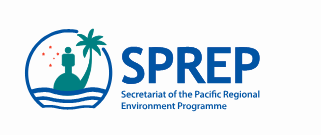 SPREP
Secretariat of the Pacific Regional
Environment Programme